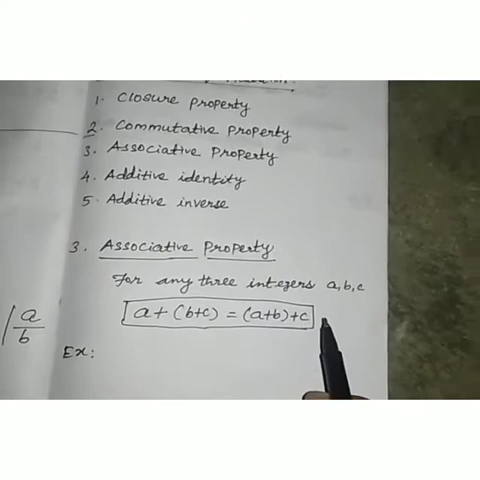 1. Closure property
2. Commutative property
3. Associative Property
4. Additive identity
5. Additive inverse
3. Associative Property
For any three integers a,b,c
a+(b+c) = (a+b)+c
a
b
Ex: